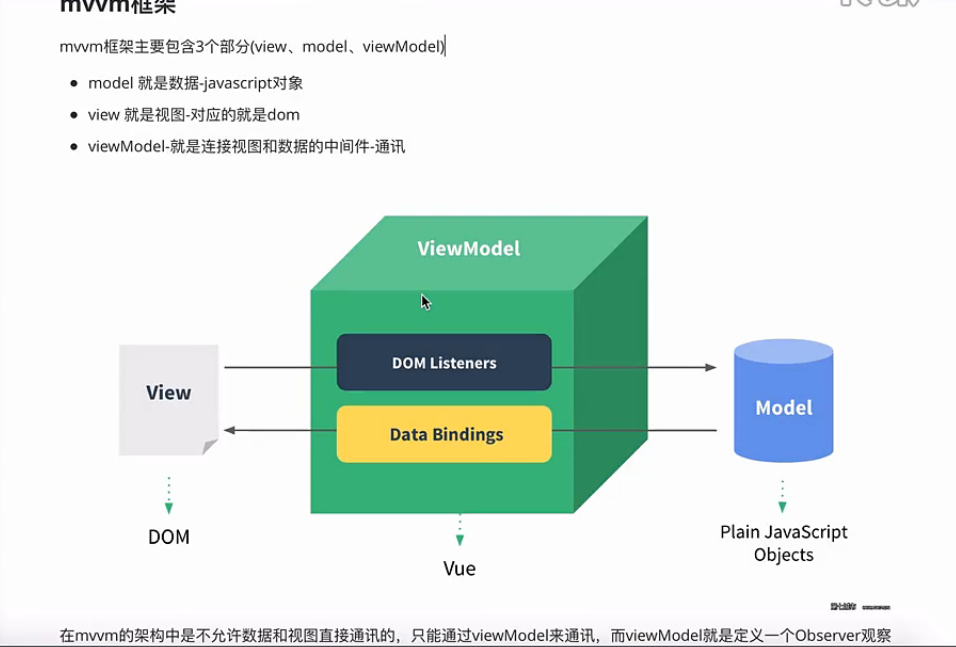 mvvm框架
mvvm框架主要包含3个部分(view、model、viewModel)
model 就是数据-javascript对象
view 就是视图-对应的就是dom
viewModel-就是连接视图和数据的中间件-通讯
ViewModel
DOM Listeners
View
Model
Data Bindings
DOM
Plain JavaScript
Objects
Vue
在mvvm的架构中是不允许数据和视图直接通讯的，只能通过viewModel来通讯，而viewModel就是定义一个Observer观察